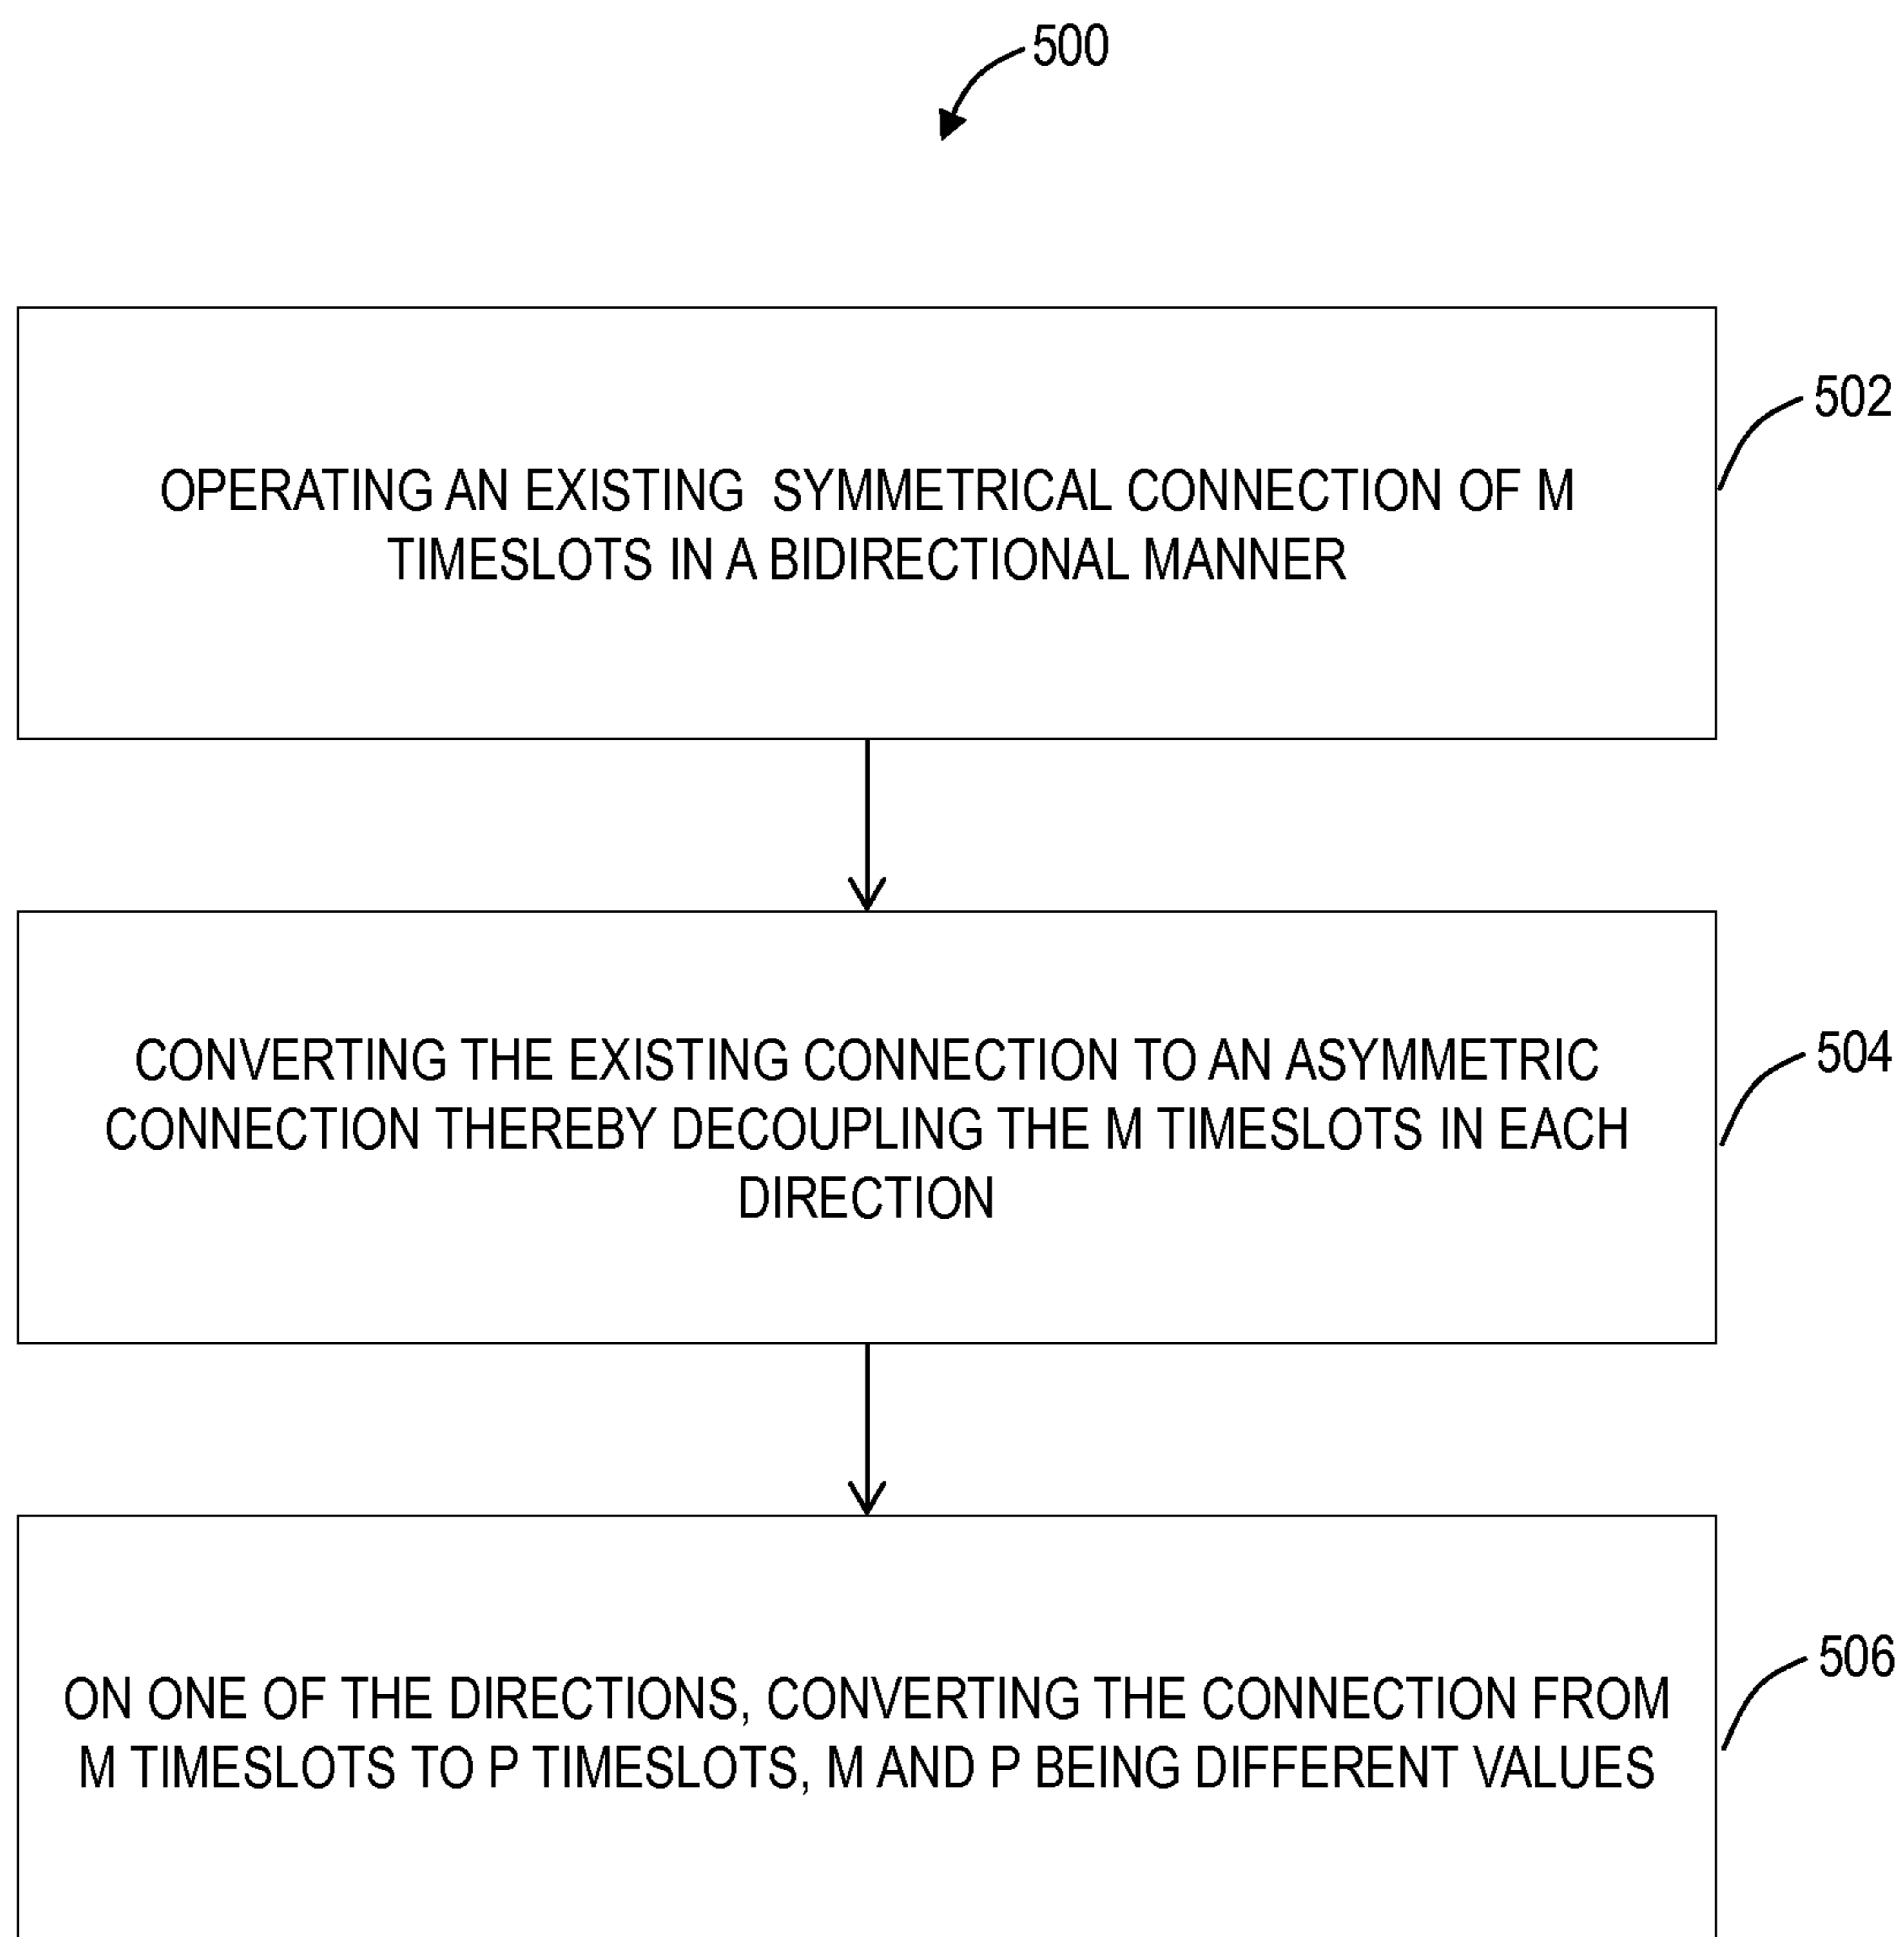 500
OPERATING AN EXISTING SYMMETRICAL CONNECTION OF M
TIMESLOTS IN A BIDIRECTIONAL MANNER
502
CONVERTING THE EXISTING CONNECTION TO AN ASYMMETRIC
CONNECTION THEREBY DECOUPLING THE M TIMESLOTS IN EACH
DIRECTION
504
ON ONE OF THE DIRECTIONS, CONVERTING THE CONNECTION FROM
M TIMESLOTS TO P TIMESLOTS, M AND P BEING DIFFERENT VALUES
506